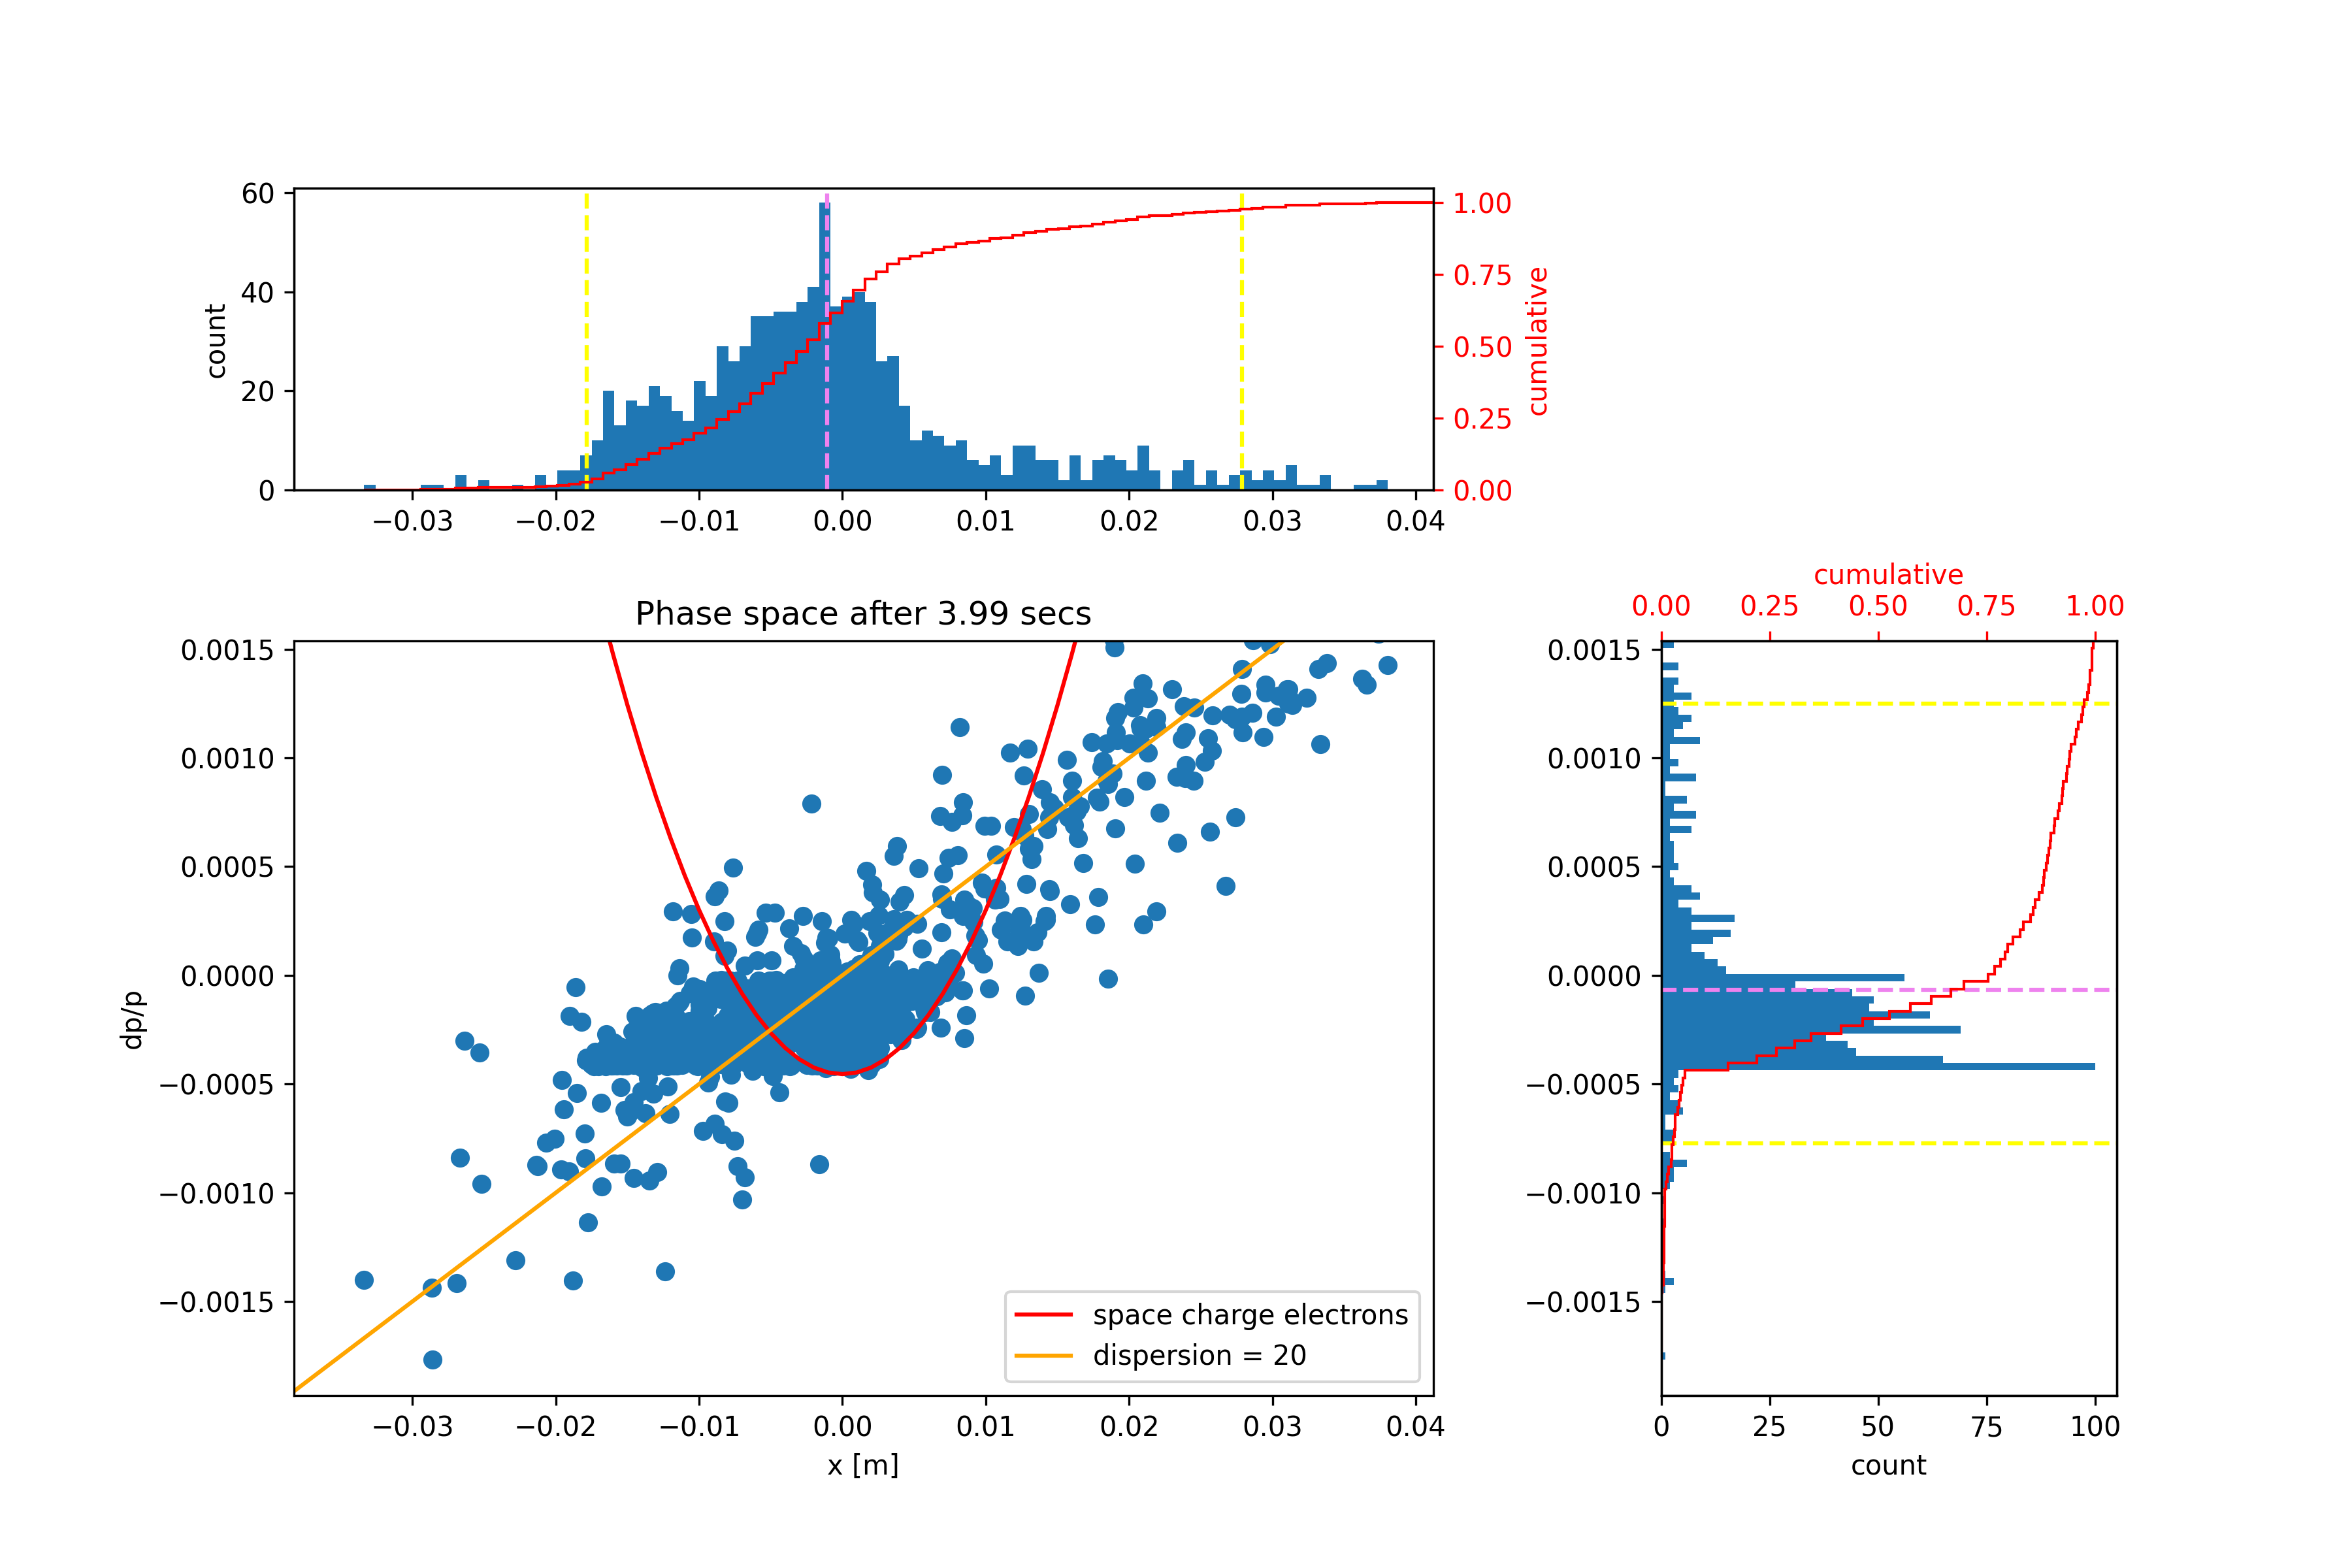 60
40
20
0
count
1.00
0.75
0.50
0.25
0.00
cumulative
−0.03 −0.02 −0.01 0.00 0.01 0.02 0.03 0.04
Phase space after 3.99 secs
0.0015
0.0010
0.0005
0.0000
−0.0005
−0.0010
−0.0015
dp/p
space charge electrons
dispersion = 20
−0.03 −0.02 −0.01 0.00 0.01 0.02 0.03 0.04
x [m]
cumulative
0.00 0.25 0.50 0.75 1.00
0.0015
0.0010
0.0005
0.0000
−0.0005
−0.0010
−0.0015
0 25 50 75 100
count